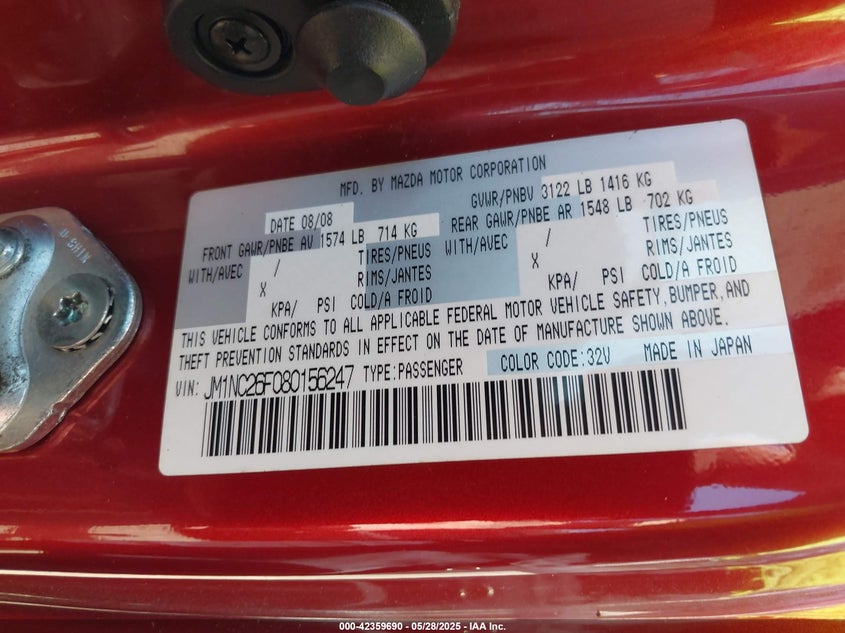 MFD. BY MAZDA MOTOR CORPORATION
DATE 08/08
GVWR/PNBV 3122 LB 1416 KG
FRONT GAWR/PNBE AV 1574 LB 714 KG
REAR GAWR/PNBE AR 1548 LB 702 KG
WITH/AVEC / TIRES/PNEUS
WITH/AVEC / TIRES/PNEUS
X RIMS/JANTES
X RIMS/JANTES
KPA/ PSI COLD/A FROID
KPA/ PSI COLD/A FROID
THIS VEHICLE CONFORMS TO ALL APPLICABLE FEDERAL MOTOR VEHICLE SAFETY,BUMPER,AND
THEFT PREVENTION STANDARDS IN EFFECT ON THE DATE OF MANUFACTURE SHOWN ABOVE.
VIN: JM1NC26F080156247 TYPE:PASSENGER COLOR CODE:32V MADE IN JAPAN
000-42359690 - 05/28/2025 - IAA Inc.